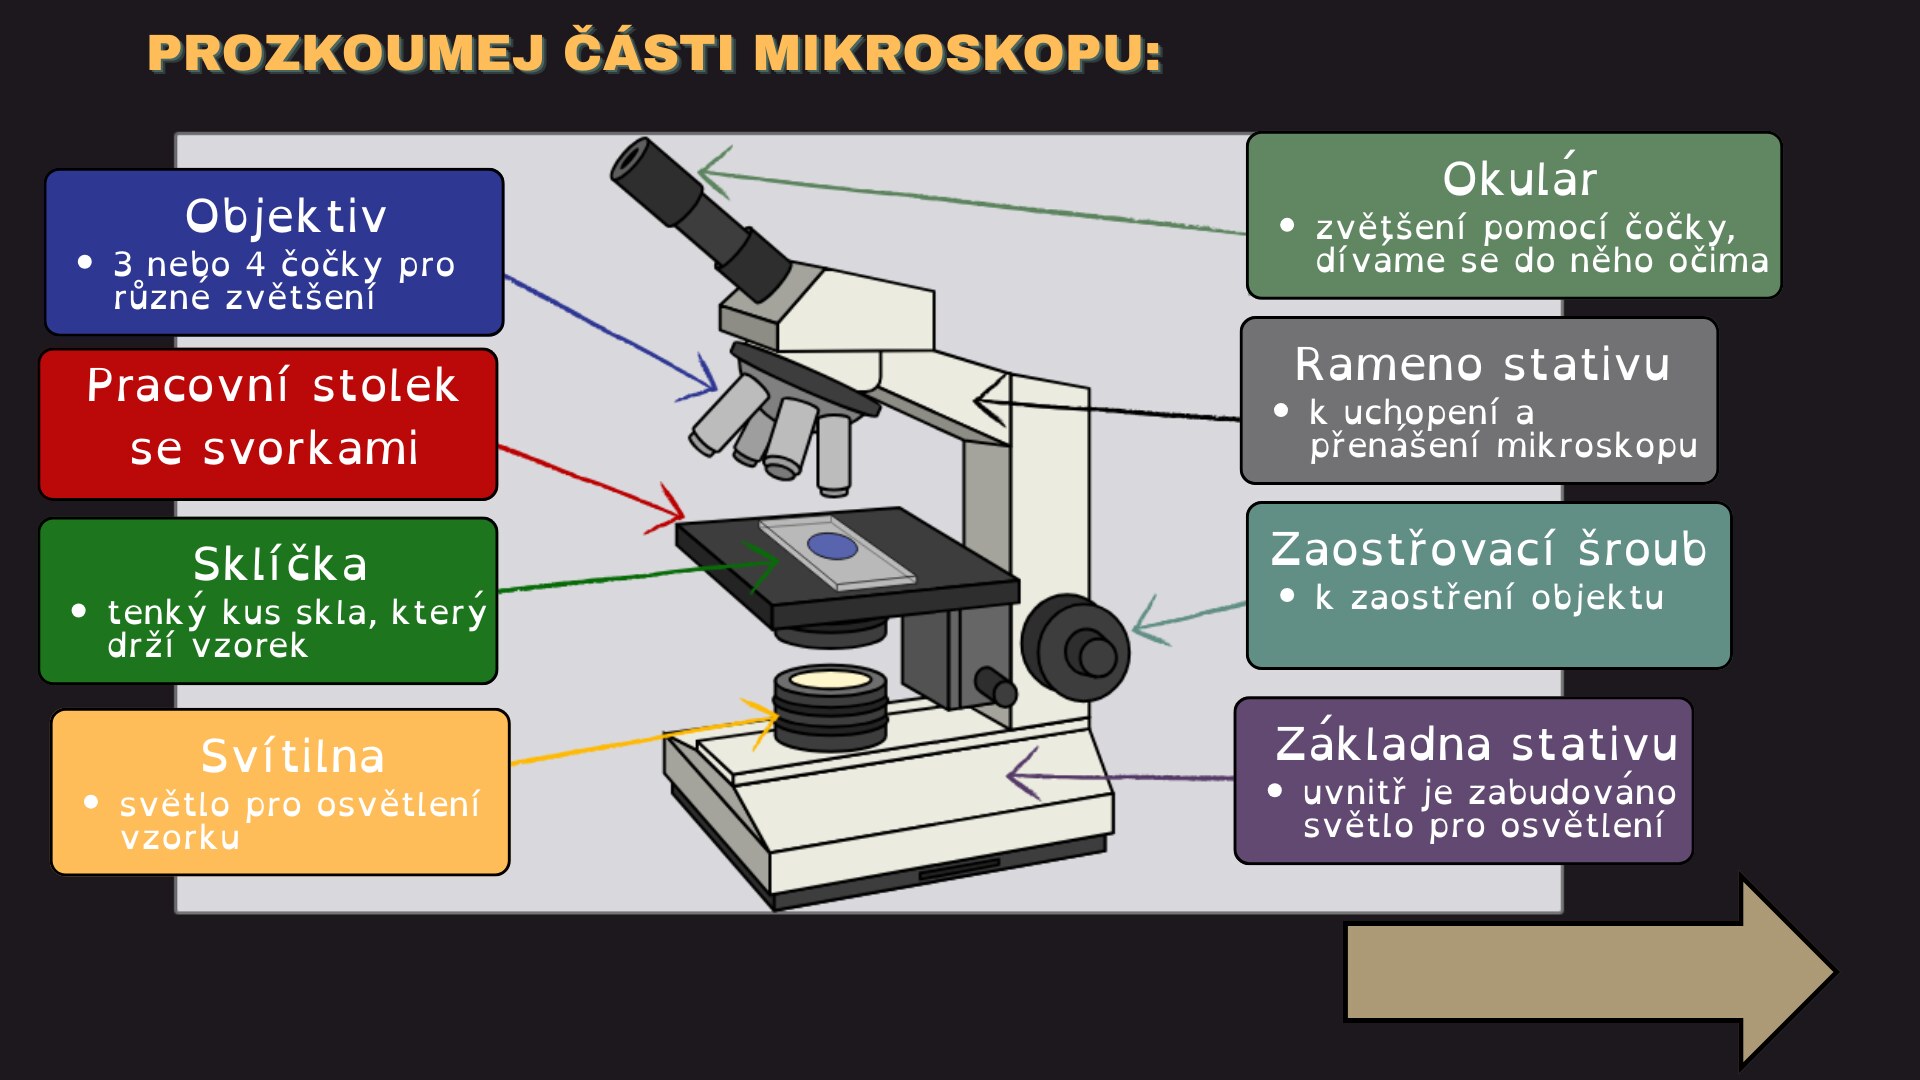 PROZKOUMEJ ČÁSTI MIKROSKOPU:
Objektiv
• 3 nebo 4 čočky pro
různé zvětšení
Pracovní stolek
se svorkami
Sklíčka
• tenký kus skla, který
drží vzorek
Svítilna
• světlo pro osvětlení
vzorku
Okulár
• zvětšení pomocí čočky,
díváme se do něho očima
Rameno stativu
• k uchopení a
přenášení mikroskopu
Zaostřovací šroub
• k zaostření objektu
Základna stativu
• uvnitř je zabudováno
světlo pro osvětlení